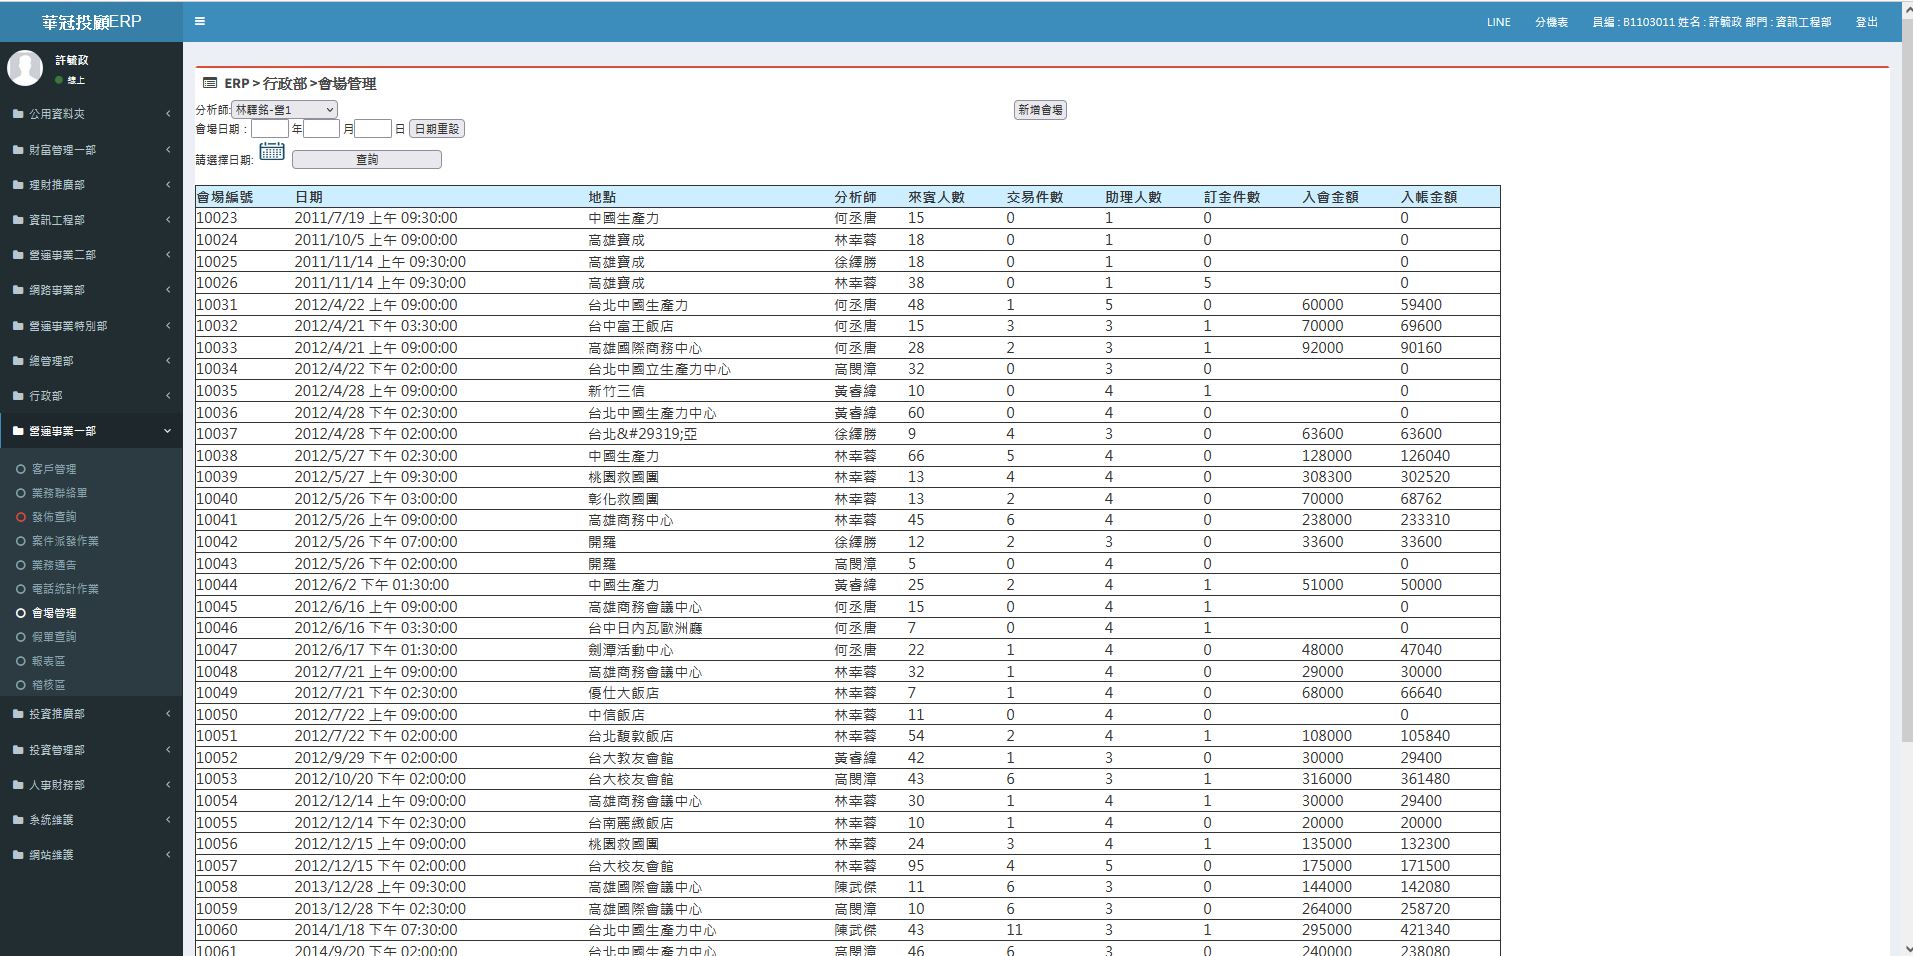 華冠投顧ERP
LINE 分機表 員編 : B1103011 姓名 : 許毓政 部門 : 資訊工程部 登出
許毓政
線上
公用資料夾
財富管理一部
理財推廣部
資訊工程部
營運事業二部
網路事業部
營運事業特別部
總管理部
行政部
營運事業一部
客戶管理
業務聯絡單
發佈查詢
案件派發作業
業務通告
電話統計作業
會場管理
假單查詢
報表區
稽核區
投資推廣部
投資管理部
人事財務部
系統維護
網站維護
ERP > 行政部 >會場管理
分析師: 林驛銘-營1 新增會場
會場日期 : 年 月 日 日期重設
請選擇日期: 查詢
會場編號 日期 地點 分析師 來賓人數 交易件數 助理人數 訂金件數 入會金額 入帳金額
10023 2011/7/19 上午 09:30:00 中國生產力 何丞唐 15 0 1 0 0
10024 2011/10/5 上午 09:00:00 高雄寶成 林幸蓉 18 0 1 0 0
10025 2011/11/14 上午 09:30:00 高雄寶成 徐繹勝 18 0 1 0 0
10026 2011/11/14 上午 09:30:00 高雄寶成 林幸蓉 38 0 1 5 0
10031 2012/4/22 上午 09:00:00 台北中國生產力 何丞唐 48 1 5 0 60000 59400
10032 2012/4/21 下午 03:30:00 台中富王飯店 何丞唐 15 3 3 1 70000 69600
10033 2012/4/21 上午 09:00:00 高雄國際商務中心 何丞唐 28 2 3 1 92000 90160
10034 2012/4/22 下午 02:00:00 台北中國立生產力中心 高閔漳 32 0 3 0 0
10035 2012/4/28 上午 09:00:00 新竹三信 黃睿緯 10 0 4 1 0
10036 2012/4/28 下午 02:30:00 台北中國生產力中心 黃睿緯 60 0 4 0 0
10037 2012/4/28 下午 02:00:00 台北&#29319;亞 徐繹勝 9 4 3 0 63600 63600
10038 2012/5/27 下午 02:30:00 中國生產力 林幸蓉 66 5 4 0 128000 126040
10039 2012/5/27 上午 09:30:00 桃園救國團 林幸蓉 13 4 4 0 308300 302520
10040 2012/5/26 下午 03:00:00 彰化救國團 林幸蓉 13 2 4 0 70000 68762
10041 2012/5/26 上午 09:00:00 高雄商務中心 林幸蓉 45 6 4 0 238000 233310
10042 2012/5/26 下午 07:00:00 開羅 徐繹勝 12 2 3 0 33600 33600
10043 2012/5/26 下午 02:00:00 開羅 高閔漳 5 0 4 0 0
10044 2012/6/2 下午 01:30:00 中國生產力 黃睿緯 25 2 4 1 51000 50000
10045 2012/6/16 上午 09:00:00 高雄商務會議中心 何丞唐 15 0 4 1 0
10046 2012/6/16 下午 03:30:00 台中日內瓦歐洲廳 何丞唐 7 0 4 1 0
10047 2012/6/17 下午 01:30:00 劍潭活動中心 何丞唐 22 1 4 0 48000 47040
10048 2012/7/21 上午 09:00:00 高雄商務會議中心 林幸蓉 32 1 4 0 29000 30000
10049 2012/7/21 下午 02:30:00 優仕大飯店 林幸蓉 7 1 4 0 68000 66640
10050 2012/7/22 上午 09:00:00 中信飯店 林幸蓉 11 0 4 0 0
10051 2012/7/22 下午 02:00:00 台北馥敦飯店 林幸蓉 54 2 4 1 108000 105840
10052 2012/9/29 下午 02:00:00 台大教友會館 黃睿緯 42 1 3 0 30000 29400
10053 2012/10/20 下午 02:00:00 台大校友會館 高閔漳 43 6 3 1 316000 361480
10054 2012/12/14 上午 09:00:00 高雄商務會議中心 林幸蓉 30 1 4 1 30000 29400
10055 2012/12/14 下午 02:30:00 台南麗緻飯店 林幸蓉 10 1 4 0 20000 20000
10056 2012/12/15 上午 09:00:00 桃園救國團 林幸蓉 24 3 4 1 135000 132300
10057 2012/12/15 下午 02:00:00 台大校友會館 林幸蓉 95 4 5 0 175000 171500
10058 2013/12/28 上午 09:30:00 高雄國際會議中心 陳武傑 11 6 3 0 144000 142080
10059 2013/12/28 下午 02:30:00 高雄國際會議中心 高閔漳 10 6 3 0 264000 258720
10060 2014/1/18 下午 07:30:00 台北中國生產力中心 陳武傑 43 11 3 1 295000 421340
10061 2014/9/20 下午 02:00:00 台北中國生產力中心 高閔漳 46 6 3 0 240000 238080